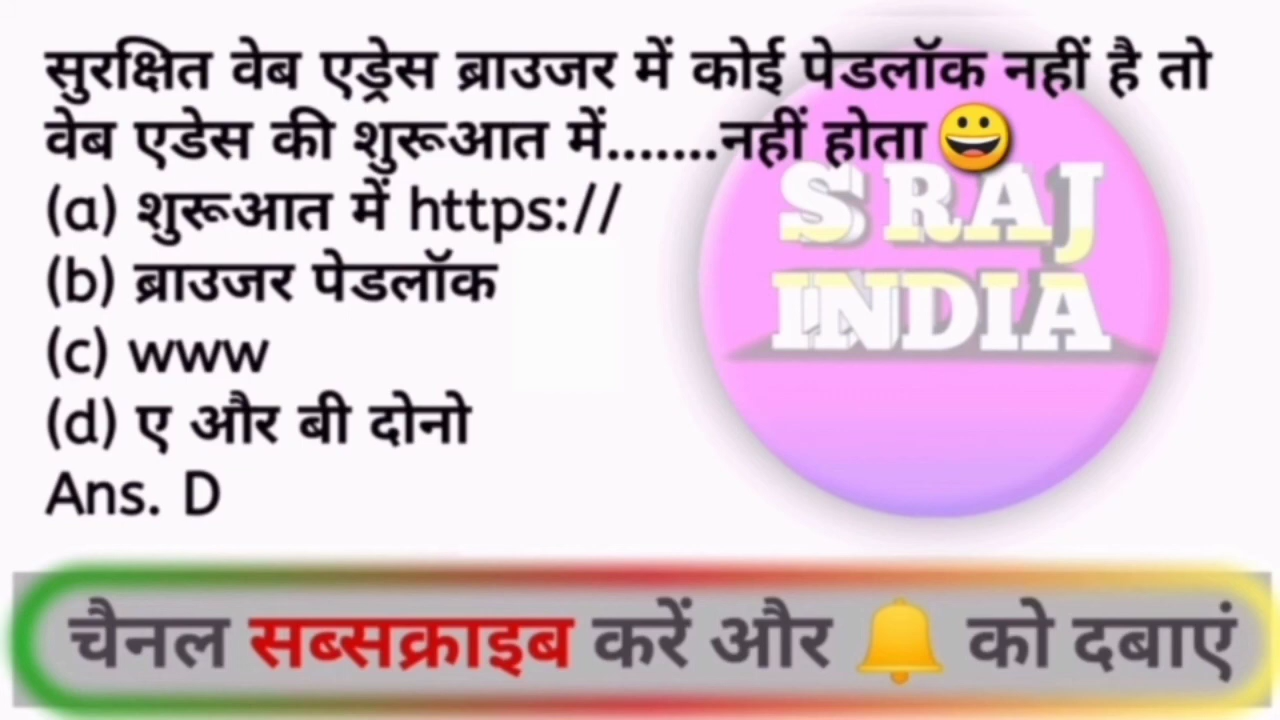 सुरक्षित वेब एड्रेस ब्राउजर में कोई पेडलॉक नहीं है तो
वेब एडेस की शुरूआत में.......नहीं होता😀
(a) शुरूआत में https://
(b) ब्राउजर पेडलॉक
(c) www
(d) ए और बी दोनो
Ans. D
S RAJ
INDIA
चैनल सब्सक्राइब करें और 🔔 को दबाएं